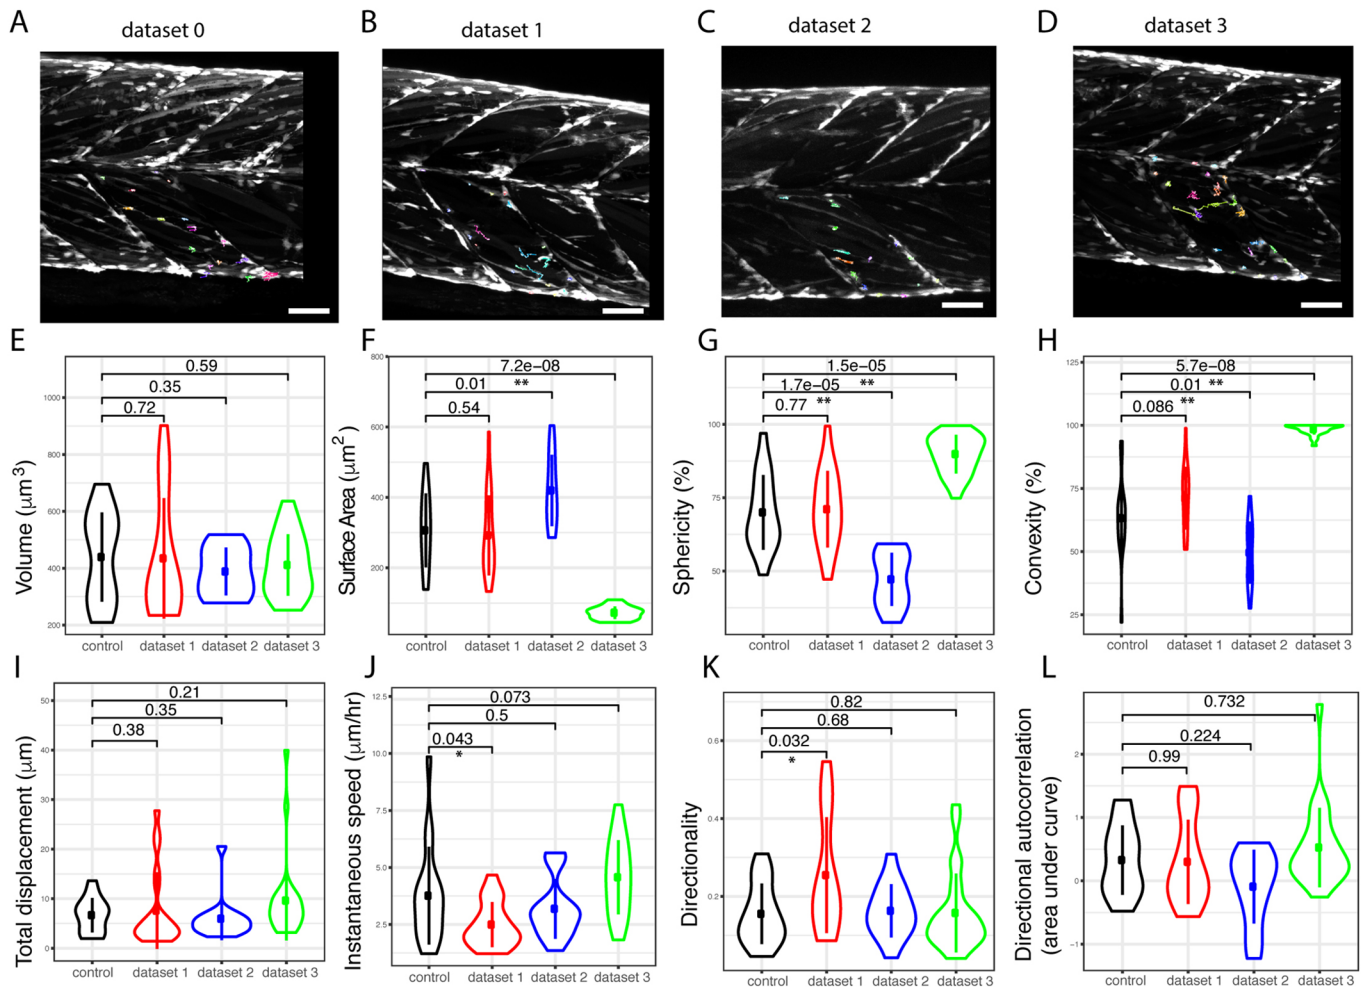 A
dataset 0
B
dataset 1
C
dataset 2
D
dataset 3
E
Volume (μm³)
1000
800
600
400
200
0.59
0.35
0.72
control
dataset 1
dataset 2
dataset 3
F
Surface Area (μm²)
800
600
400
200
7.2e-08
0.01 **
0.54
control
dataset 1
dataset 2
dataset 3
G
Sphericity (%)
100
75
50
1.5e-05
1.7e-05 **
0.77 **
control
dataset 1
dataset 2
dataset 3
H
Convexity (%)
125
100
75
50
25
5.7e-08
0.01 **
0.086 **
control
dataset 1
dataset 2
dataset 3
I
Total displacement (μm)
50
40
30
20
10
0
0.21
0.35
0.38
control
dataset 1
dataset 2
dataset 3
J
Instantaneous speed (μm/hr)
12.5
10.0
7.5
5.0
2.5
0.073
0.5
0.043
*
control
dataset 1
dataset 2
dataset 3
K
Directionality
0.6
0.4
0.2
0.82
0.68
0.032
*
control
dataset 1
dataset 2
dataset 3
L
Directional autocorrelation
(area under curve)
2
1
0
−1
0.732
0.224
0.99
control
dataset 1
dataset 2
dataset 3